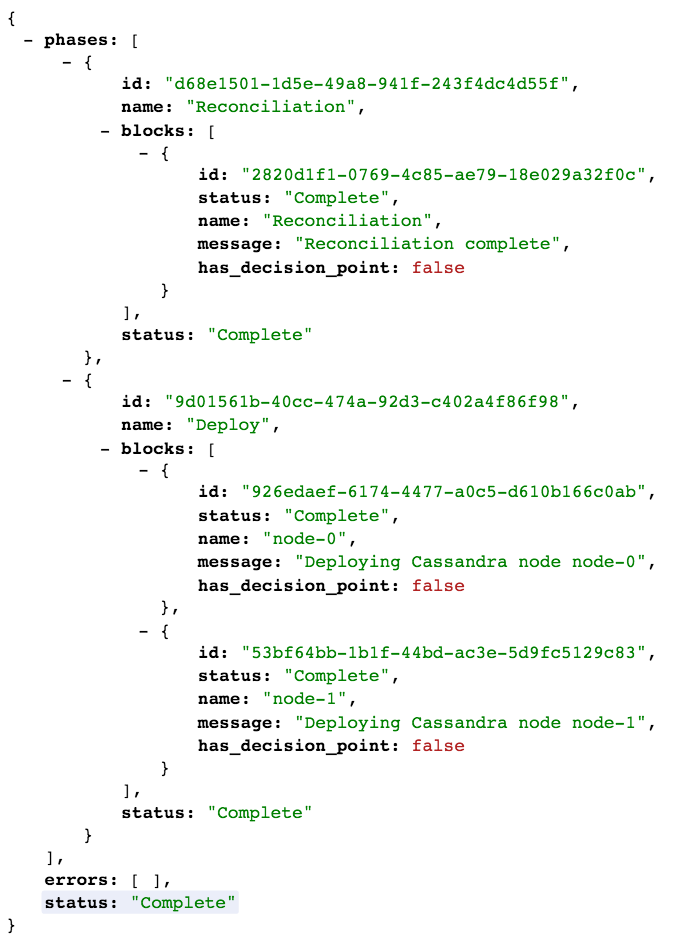 {
  - phases: [
      - {
            id: "d68e1501-1d5e-49a8-941f-243f4dc4d55f",
            name: "Reconciliation",
          - blocks: [
              - {
                    id: "2820d1f1-0769-4c85-ae79-18e029a32f0c",
                    status: "Complete",
                    name: "Reconciliation",
                    message: "Reconciliation complete",
                    has_decision_point: false
                }
            ],
            status: "Complete"
        },
      - {
            id: "9d01561b-40cc-474a-92d3-c402a4f86f98",
            name: "Deploy",
          - blocks: [
              - {
                    id: "926edaef-6174-4477-a0c5-d610b166c0ab",
                    status: "Complete",
                    name: "node-0",
                    message: "Deploying Cassandra node node-0",
                    has_decision_point: false
                },
              - {
                    id: "53bf64bb-1b1f-44bd-ac3e-5d9fc5129c83",
                    status: "Complete",
                    name: "node-1",
                    message: "Deploying Cassandra node node-1",
                    has_decision_point: false
                }
            ],
            status: "Complete"
        }
    ],
    errors: [ ],
    status: "Complete"
}